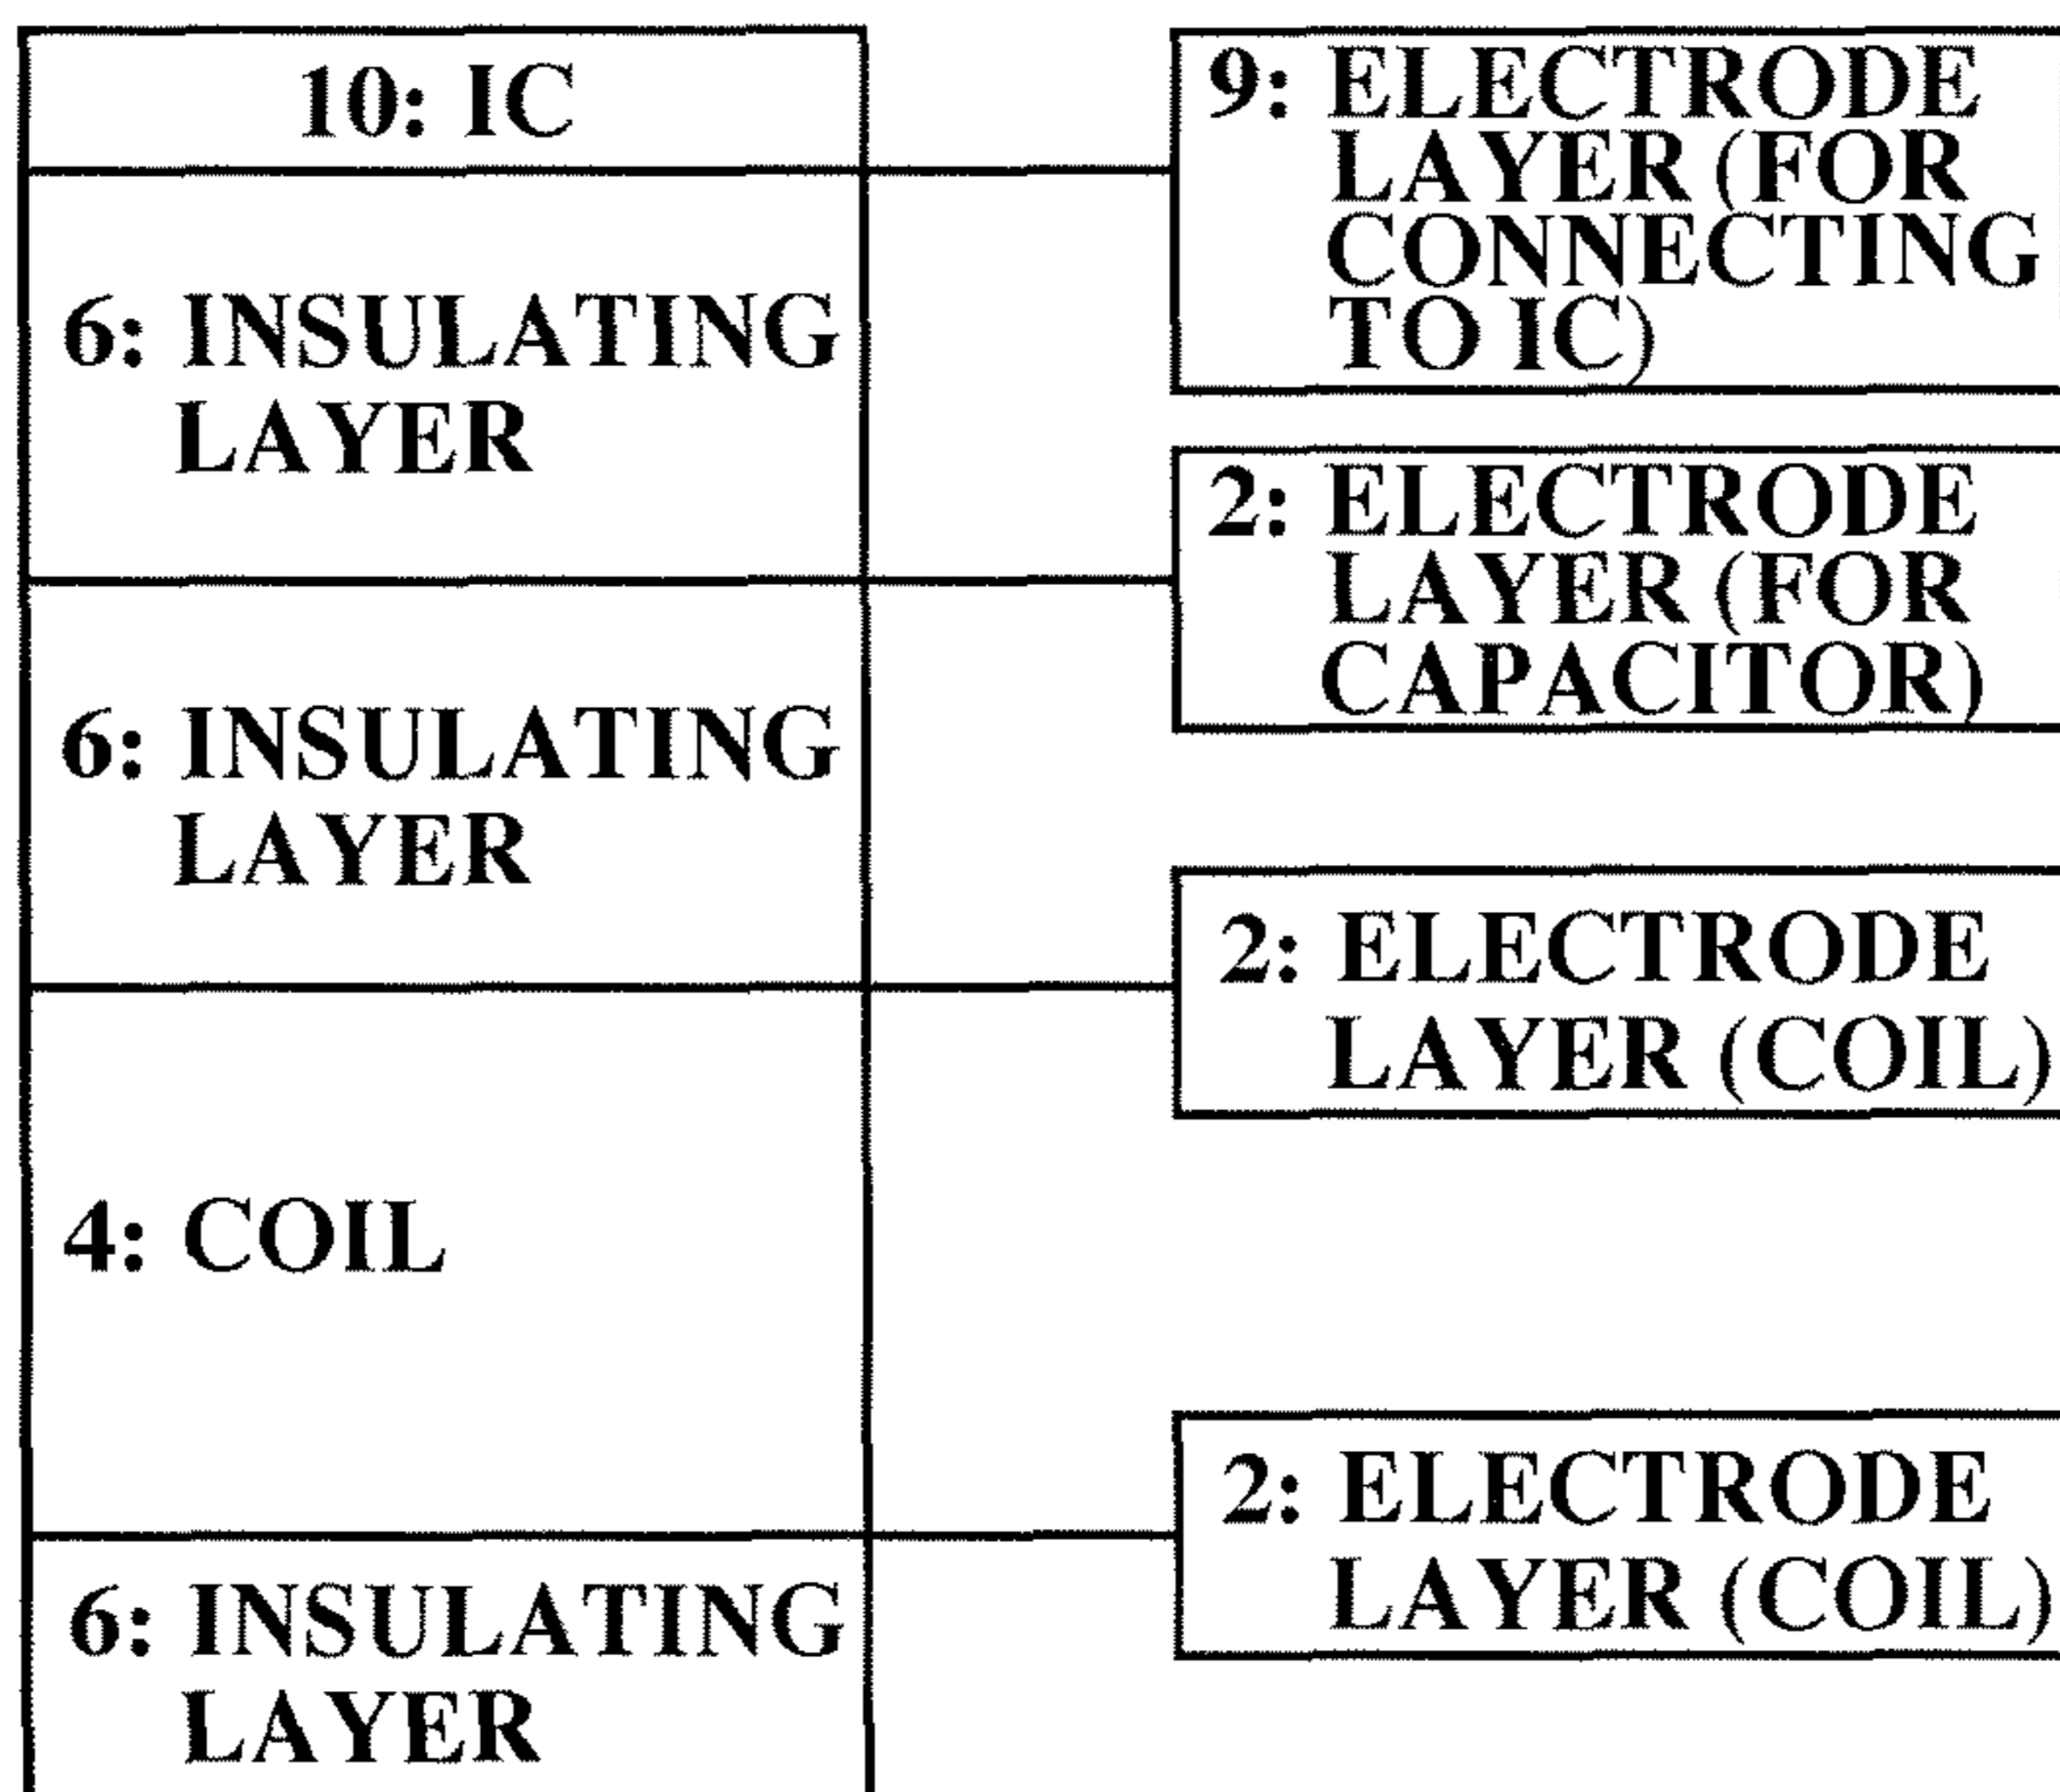 10: IC
6: INSULATING
LAYER
6: INSULATING
LAYER
4: COIL
6: INSULATING
LAYER
9: ELECTRODE
LAYER (FOR
CONNECTING
TO IC)
2: ELECTRODE
LAYER (FOR
CAPACITOR)
2: ELECTRODE
LAYER (COIL)
2: ELECTRODE
LAYER (COIL)